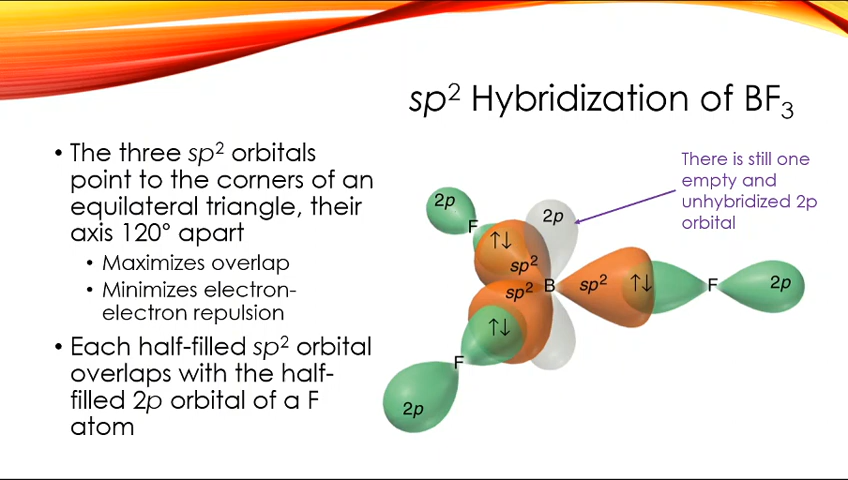 sp² Hybridization of BF₃
• The three sp² orbitals
point to the corners of an
equilateral triangle, their
axis 120° apart
• Maximizes overlap
• Minimizes electron-
electron repulsion
• Each half-filled sp² orbital
overlaps with the half-
filled 2p orbital of a F
atom
There is still one
empty and
unhybridized 2p
orbital
2p
F
2p
↑↓
sp²
sp²
B
sp²
↑↓
F
2p
↑↓
F
2p